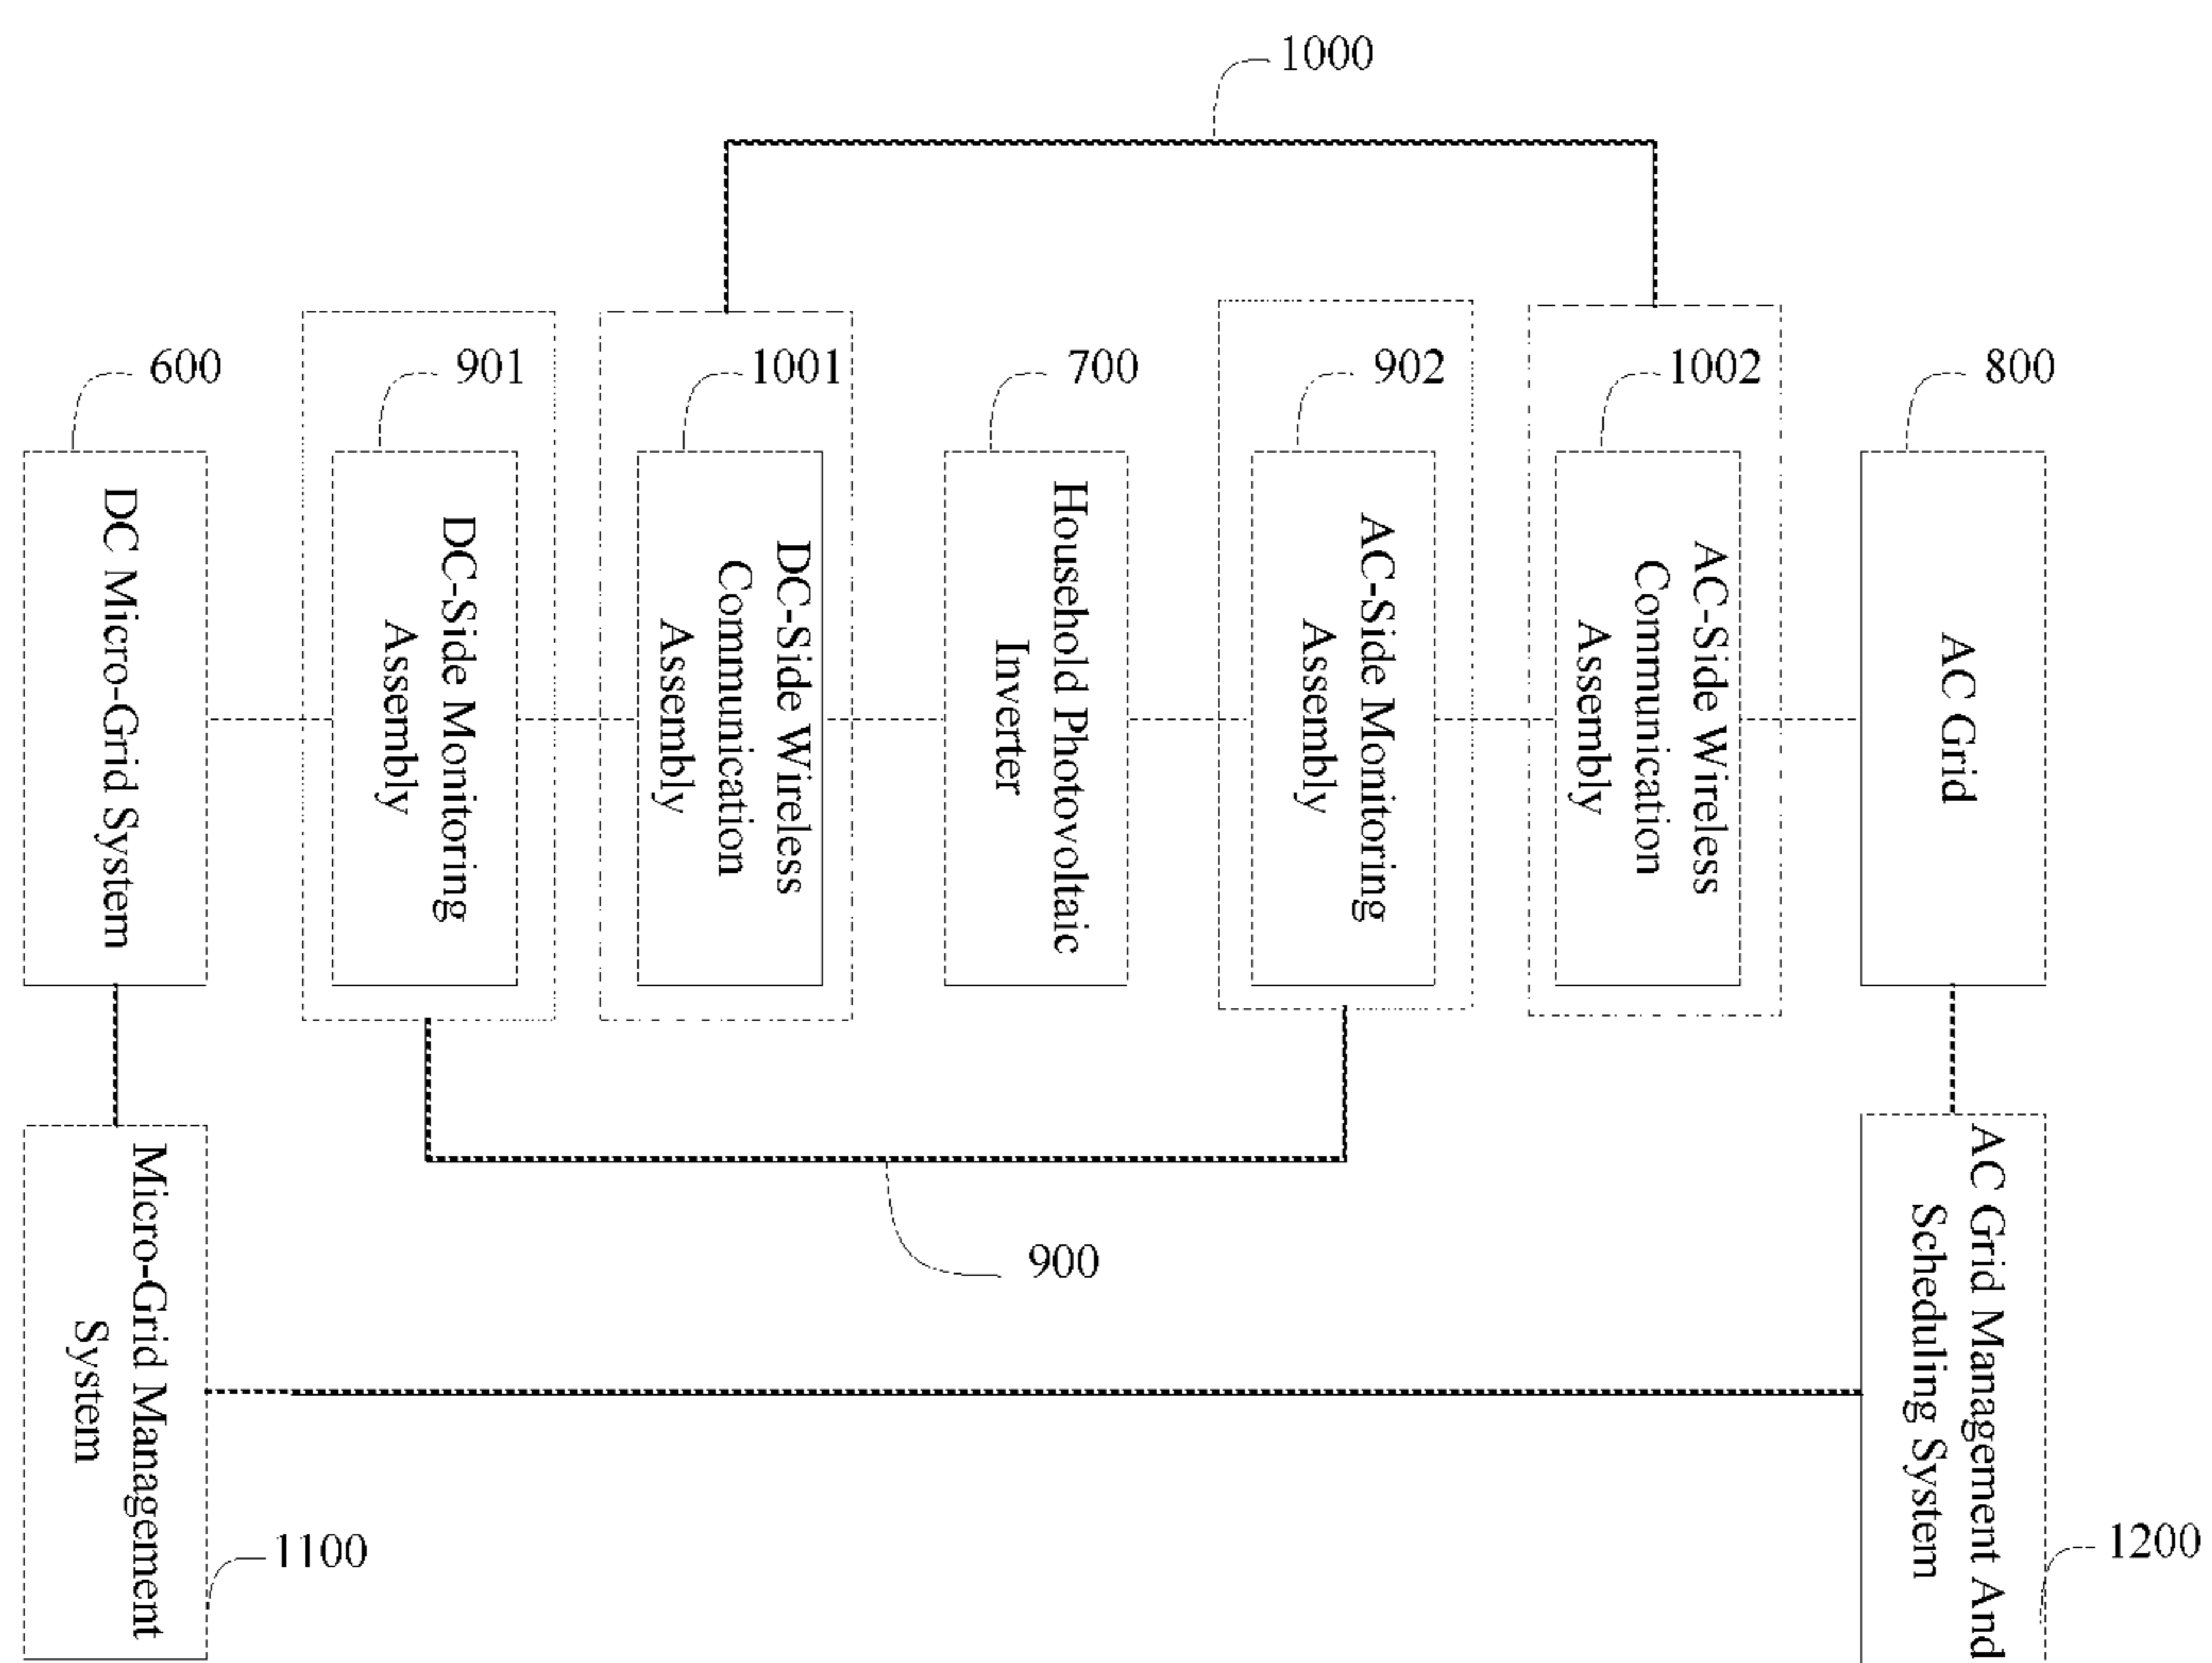 1000
600
901
1001
700
902
1002
800
DC Micro-Grid System
DC-Side Monitoring
Assembly
DC-Side Wireless
Communication
Assembly
Household Photovoltaic
Inverter
AC-Side Monitoring
Assembly
AC-Side Wireless
Communication
Assembly
AC Grid
900
Micro-Grid Management
System
1100
AC Grid Management And
Scheduling System
1200